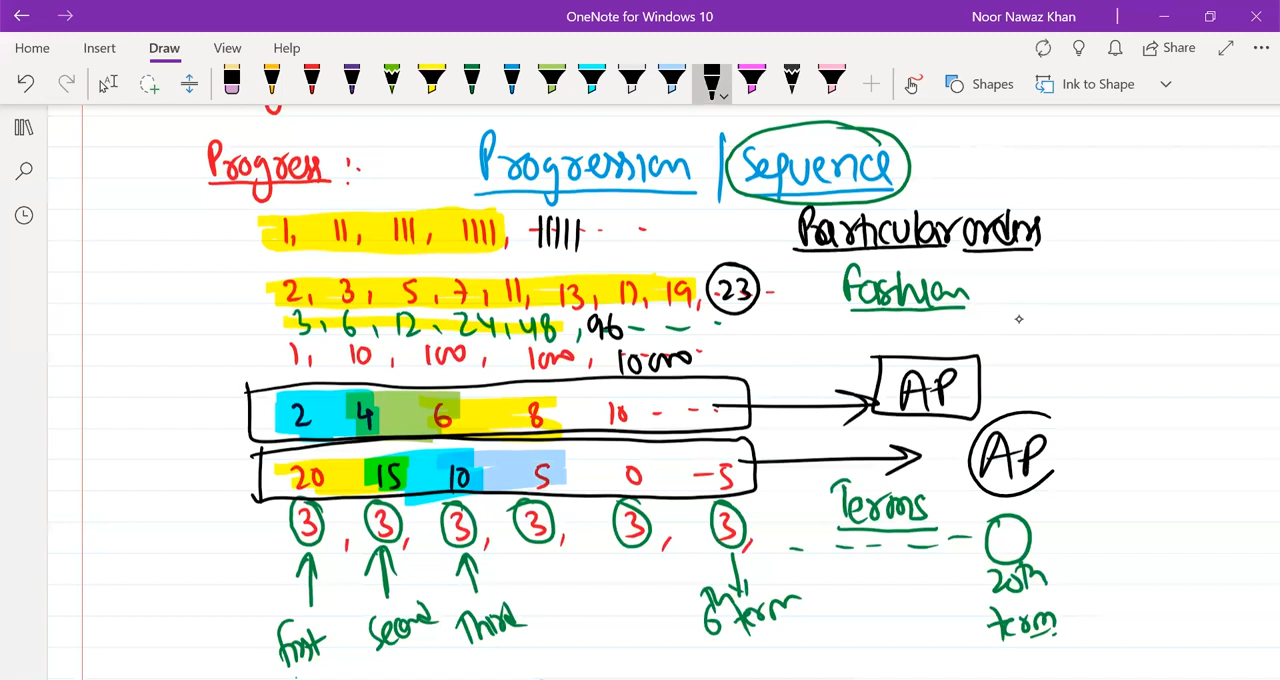 OneNote for Windows 10
Noor Nawaz Khan
Home Insert Draw View Help
Share
Shapes
Ink to Shape
Progress :
Progression | Sequence
1, 11, 111, 1111, 11111
Particular orders
2, 3, 5, 7, 11, 13, 17, 19, 23
fashion
3, 6, 12, 24, 48, 96 - - -
1, 10, 100, 1000, 10000
2 4 6 8 10 - - -
AP
20 15 10 5 0 -5
AP
Terms
3, 3, 3, 3, 3, 3, - - - - - -
20th
term
first
Second
Third
6th term